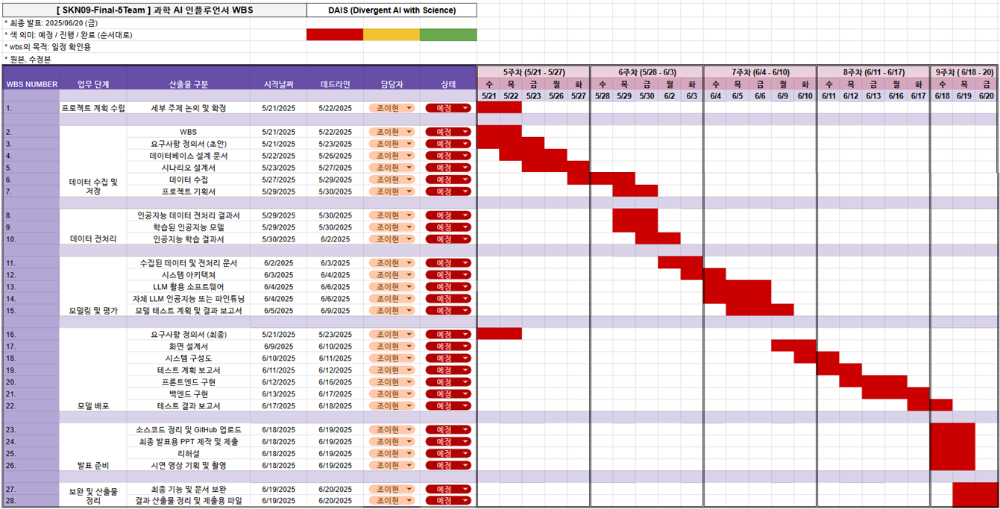 [ SKN09-Final-5Team ] 과학 AI 인플루언서 WBS DAIS (Divergent AI with Science)
* 최종 발표: 2025/06/20 (금)
* 색 의미: 예정 / 진행 / 완료 (순서대로)
* wbs의 목적: 일정 확인용
* 원본, 수정본
5주차 (5/21 - 5/27) 6주차 (5/28 - 6/3) 7주차 (6/4 - 6/10) 8주차 (6/11 - 6/17) 9주차 ( 6/18 - 20)
WBS NUMBER 업무 단계 산출물 구분 시작날짜 데드라인 담당자 상태 수 목 금 월 화 수 목 금 월 화 수 목 금 월 화 수 목 금 월 화 수 목 금
5/21 5/22 5/23 5/26 5/27 5/28 5/29 5/30 6/2 6/3 6/4 6/5 6/6 6/9 6/10 6/11 6/12 6/13 6/16 6/17 6/18 6/19 6/20
1. 프로젝트 계획 수립 세부 주제 논의 및 확정 5/21/2025 5/22/2025 조이현 예정
2. WBS 5/21/2025 5/22/2025 조이현 예정
3. 요구사항 정의서 (초안) 5/21/2025 5/23/2025 조이현 예정
4. 데이터베이스 설계 문서 5/22/2025 5/26/2025 조이현 예정
5. 시나리오 설계서 5/23/2025 5/27/2025 조이현 예정
6. 데이터 수집 및 데이터 수집 5/27/2025 5/29/2025 조이현 예정
7. 저장 프로젝트 기획서 5/29/2025 5/30/2025 조이현 예정
8. 인공지능 데이터 전처리 결과서 5/29/2025 5/30/2025 조이현 예정
9. 학습된 인공지능 모델 5/29/2025 5/30/2025 조이현 예정
10. 데이터 전처리 인공지능 학습 결과서 5/30/2025 6/2/2025 조이현 예정
11. 수집된 데이터 및 전처리 문서 6/2/2025 6/3/2025 조이현 예정
12. 시스템 아키텍쳐 6/3/2025 6/4/2025 조이현 예정
13. LLM 활용 소프트웨어 6/4/2025 6/6/2025 조이현 예정
14. 자체 LLM 인공지능 또는 파인튜닝 6/4/2025 6/6/2025 조이현 예정
15. 모델링 및 평가 모델 테스트 계획 및 결과 보고서 6/5/2025 6/9/2025 조이현 예정
16. 요구사항 정의서 (최종) 5/21/2025 5/23/2025 조이현 예정
17. 화면 설계서 6/9/2025 6/10/2025 조이현 예정
18. 시스템 구성도 6/10/2025 6/11/2025 조이현 예정
19. 테스트 계획 보고서 6/11/2025 6/12/2025 조이현 예정
20. 프론트엔드 구현 6/12/2025 6/16/2025 조이현 예정
21. 백엔드 구현 6/13/2025 6/17/2025 조이현 예정
22. 모델 배포 테스트 결과 보고서 6/17/2025 6/18/2025 조이현 예정
23. 소스코드 정리 및 GitHub 업로드 6/18/2025 6/19/2025 조이현 예정
24. 최종 발표용 PPT 제작 및 제출 6/18/2025 6/19/2025 조이현 예정
25. 리허설 6/18/2025 6/19/2025 조이현 예정
26. 발표 준비 시연 영상 기획 및 촬영 6/18/2025 6/19/2025 조이현 예정
27. 보완 및 산출물 최종 기능 및 문서 보완 6/19/2025 6/20/2025 조이현 예정
28. 정리 결과 산출물 정리 및 제출용 파일 6/19/2025 6/20/2025 조이현 예정